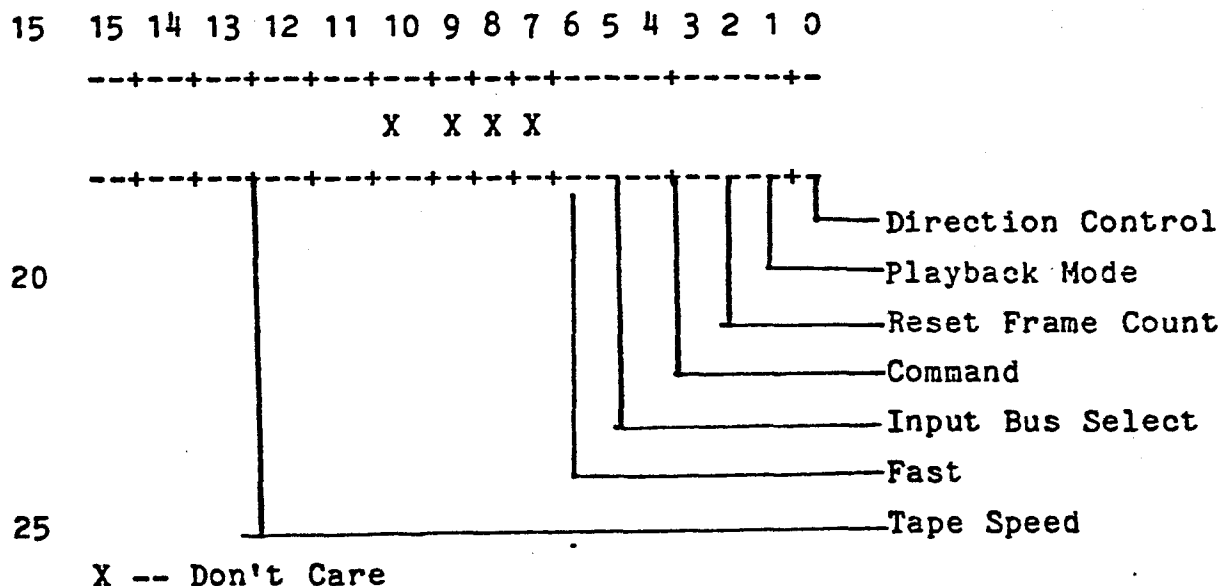 15 15 14 13 12 11 10 9 8 7 6 5 4 3 2 1 0
--+--+--+--+--+--+-+-+-+-----+-----+-
X X X X
--+--+--+--+--+--+-+-+-+-----+-----+-
Direction Control
20 Playback Mode
Reset Frame Count
Command
Input Bus Select
Fast
25 Tape Speed
X -- Don't Care